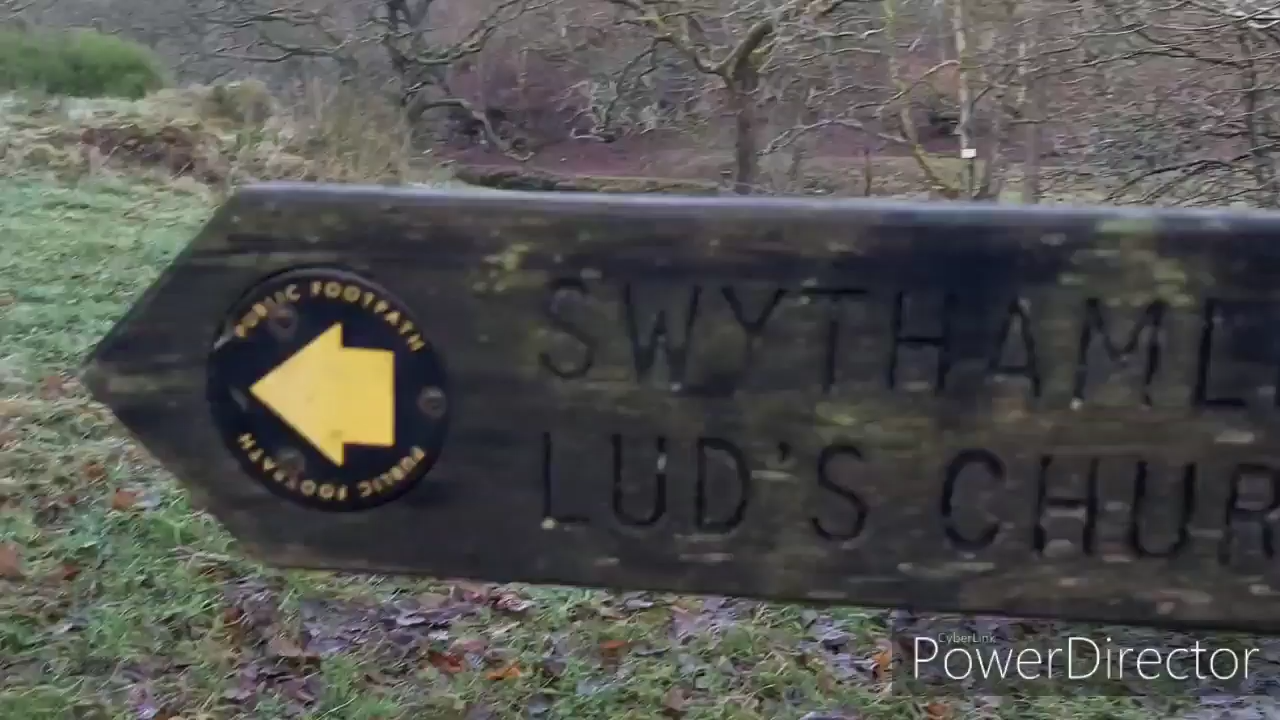 PUBLIC FOOTPATH
PUBLIC FOOTPATH
SWYTHAML
LUD'S CHUR
CyberLink
PowerDirector